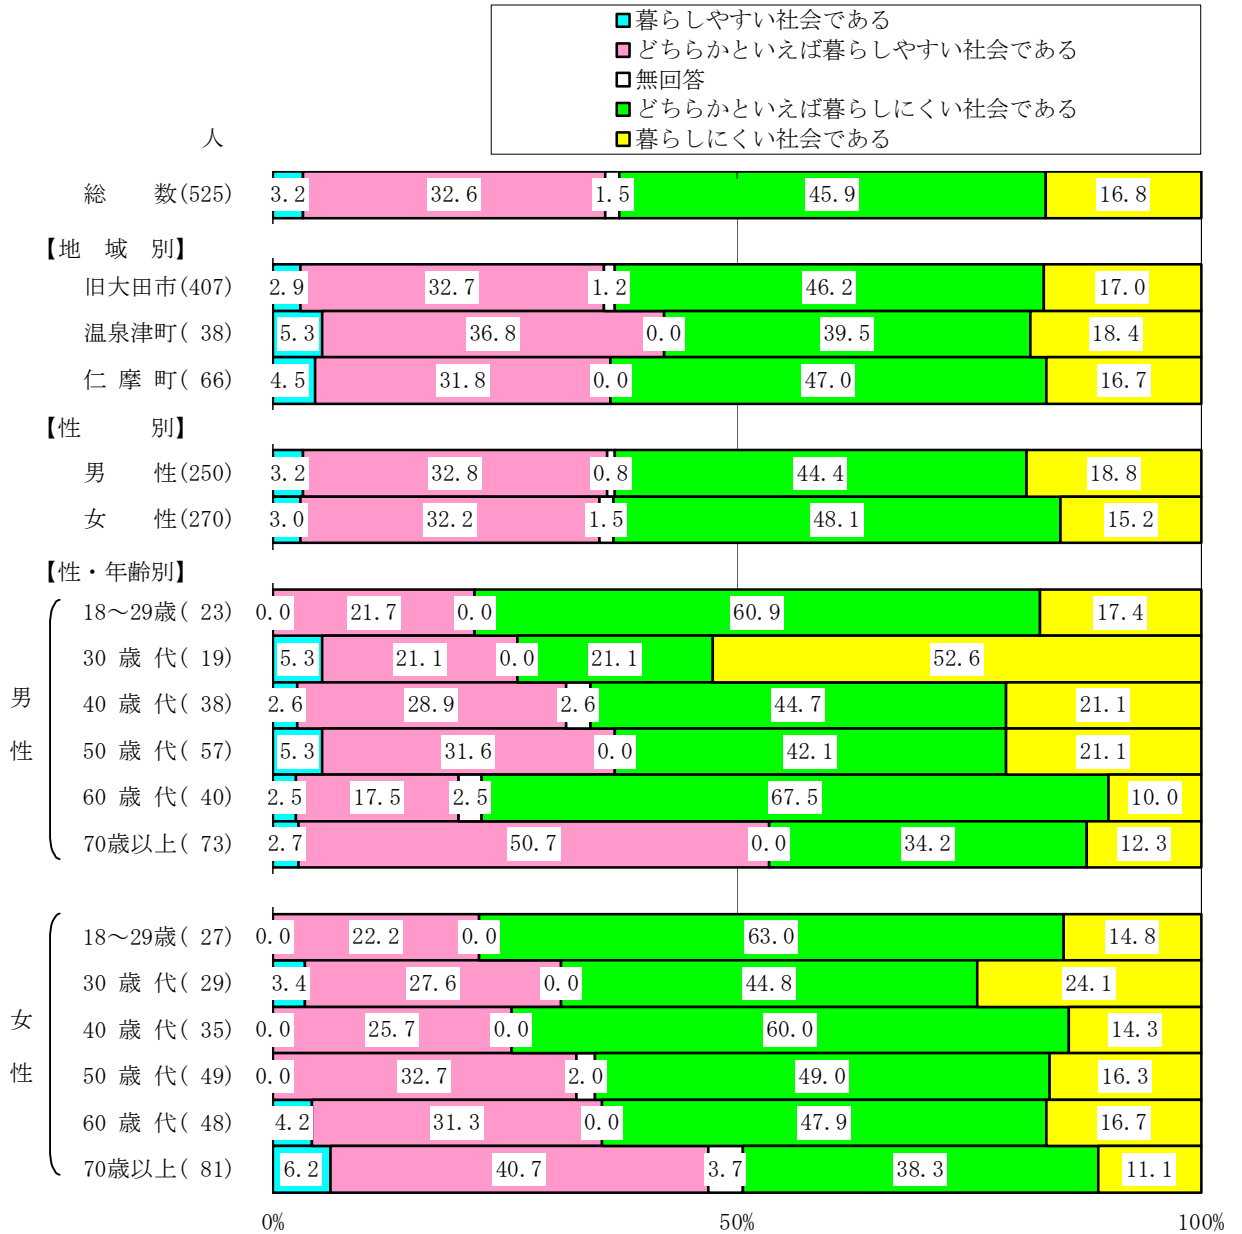 暮らしやすい社会である
どちらかといえば暮らしやすい社会である
無回答
どちらかといえば暮らしにくい社会である
暮らしにくい社会である
人
総　　数(525) 3.2 32.6 1.5 45.9 16.8
【地　域　別】
旧大田市(407) 2.9 32.7 1.2 46.2 17.0
温泉津町( 38) 5.3 36.8 0.0 39.5 18.4
仁 摩 町( 66) 4.5 31.8 0.0 47.0 16.7
【性　　　別】
男　　性(250) 3.2 32.8 0.8 44.4 18.8
女　　性(270) 3.0 32.2 1.5 48.1 15.2
【性・年齢別】
男性
18～29歳( 23) 0.0 21.7 0.0 60.9 17.4
30 歳 代( 19) 5.3 21.1 0.0 21.1 52.6
40 歳 代( 38) 2.6 28.9 2.6 44.7 21.1
50 歳 代( 57) 5.3 31.6 0.0 42.1 21.1
60 歳 代( 40) 2.5 17.5 2.5 67.5 10.0
70歳以上( 73) 2.7 50.7 0.0 34.2 12.3
女性
18～29歳( 27) 0.0 22.2 0.0 63.0 14.8
30 歳 代( 29) 3.4 27.6 0.0 44.8 24.1
40 歳 代( 35) 0.0 25.7 0.0 60.0 14.3
50 歳 代( 49) 0.0 32.7 2.0 49.0 16.3
60 歳 代( 48) 4.2 31.3 0.0 47.9 16.7
70歳以上( 81) 6.2 40.7 3.7 38.3 11.1
0% 50% 100%